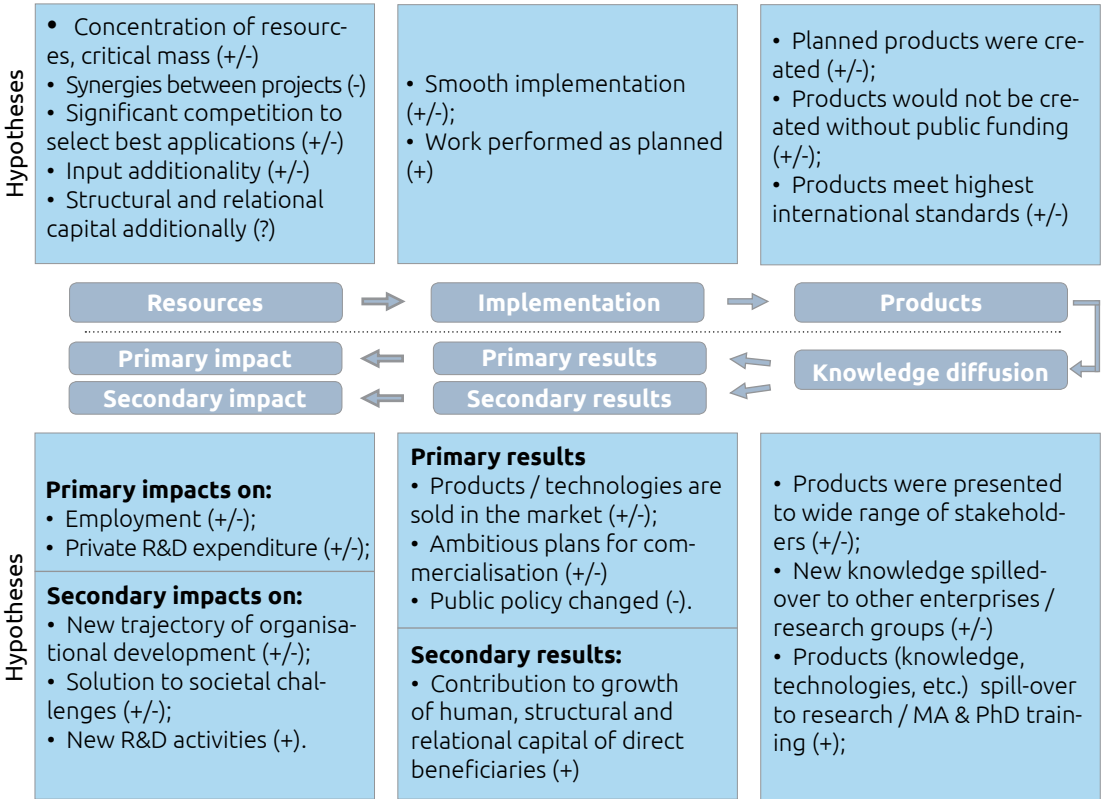 Hypotheses
• Concentration of resourc-
es, critical mass (+/-)
• Synergies between projects (-)
• Significant competition to
select best applications (+/-)
• Input additionality (+/-)
• Structural and relational
capital additionally (?)
• Smooth implementation
(+/-);
• Work performed as planned
(+)
• Planned products were cre-
ated (+/-);
• Products would not be cre-
ated without public funding
(+/-);
• Products meet highest
international standards (+/-)
Resources
Implementation
Products
Primary impact
Primary results
Knowledge diffusion
Secondary impact
Secondary results
Hypotheses
Primary impacts on:
• Employment (+/-);
• Private R&D expenditure (+/-);
Secondary impacts on:
• New trajectory of organisa-
tional development (+/-);
• Solution to societal chal-
lenges (+/-);
• New R&D activities (+).
Primary results
• Products / technologies are
sold in the market (+/-);
• Ambitious plans for com-
mercialisation (+/-)
• Public policy changed (-).
Secondary results:
• Contribution to growth
of human, structural and
relational capital of direct
beneficiaries (+)
• Products were presented
to wide range of stakehold-
ers (+/-);
• New knowledge spilled-
over to other enterprises /
research groups (+/-)
• Products (knowledge,
technologies, etc.) spill-over
to research / MA & PhD train-
ing (+);